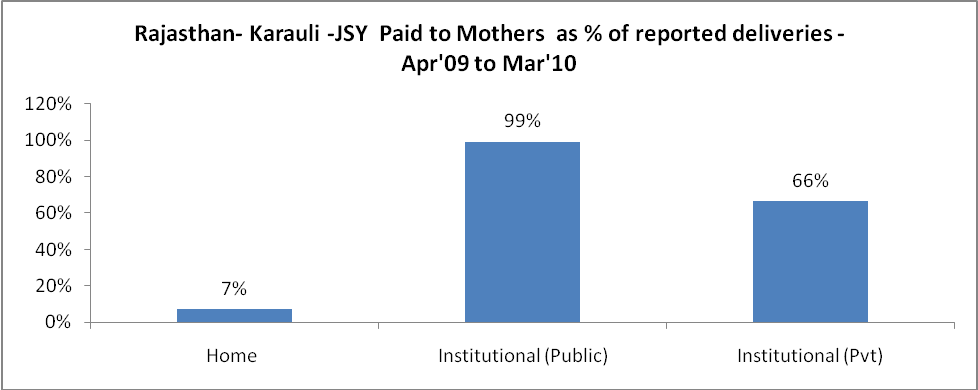 Rajasthan- Karauli -JSY Paid to Mothers as % of reported deliveries -
Apr'09 to Mar'10
120%
100%
80%
60%
40%
20%
0%
7%
99%
66%
Home
Institutional (Public)
Institutional (Pvt)